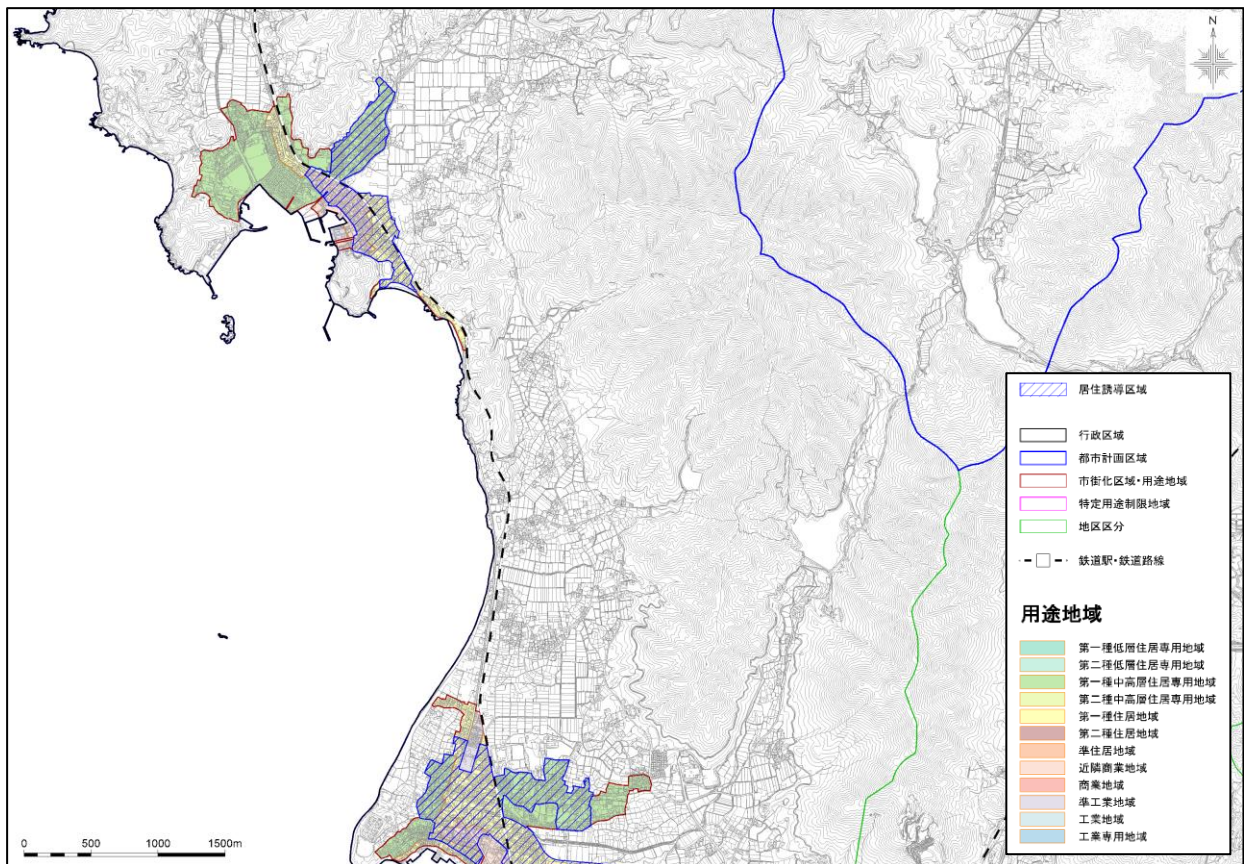 N
居住誘導区域
行政区域
都市計画区域
市街化区域・用途地域
特定用途制限地域
地区区分
鉄道駅・鉄道路線
用途地域
第一種低層住居専用地域
第二種低層住居専用地域
第一種中高層住居専用地域
第二種中高層住居専用地域
第一種住居地域
第二種住居地域
準住居地域
近隣商業地域
商業地域
準工業地域
工業地域
工業専用地域
0 500 1000 1500m